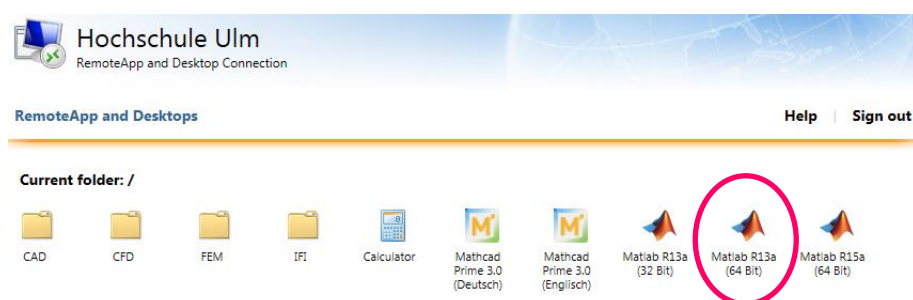 Hochschule Ulm
RemoteApp and Desktop Connection
RemoteApp and Desktops
Help | Sign out
Current folder: /
CAD
CFD
FEM
IFI
Calculator
Mathcad
Prime 3.0
(Deutsch)
Mathcad
Prime 3.0
(Englisch)
Matlab R13a
(32 Bit)
Matlab R13a
(64 Bit)
Matlab R15a
(64 Bit)